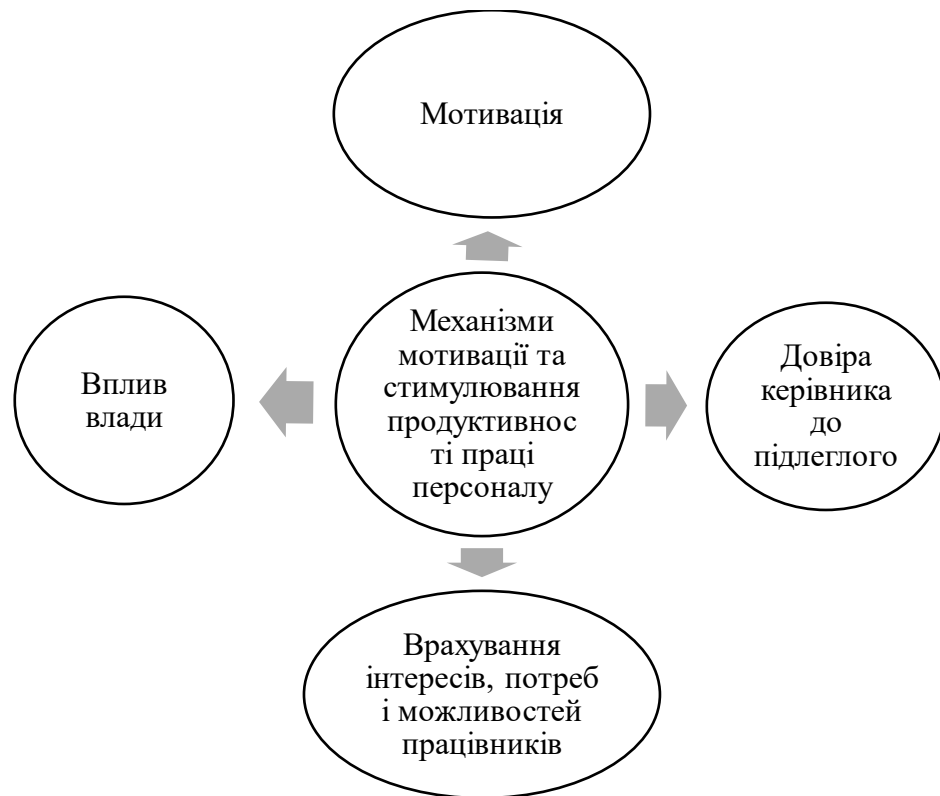 Мотивація
Механізми
мотивації та
стимулювання
продуктивнос
ті праці
персоналу
Вплив
влади
Довіра
керівника
до
підлеглого
Врахування
інтересів, потреб
і можливостей
працівників